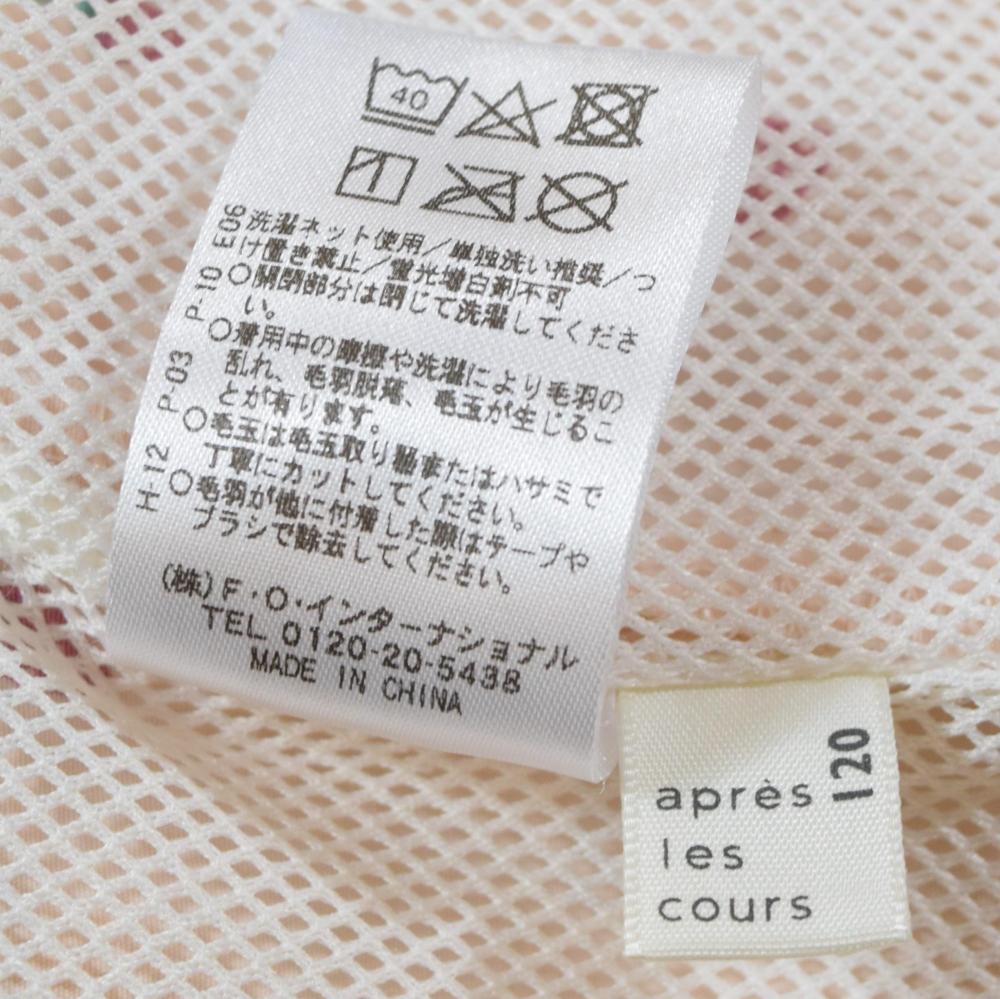 40
洗濯ネット使用／単独洗い推奨／つ
け置き禁止／蛍光増白剤不可
○開閉部分は閉じて洗濯してくださ
い。
○着用中の摩擦や洗濯により毛羽の
乱れ、毛羽脱落、毛玉が生じるこ
とが有ります。
○毛玉は毛玉取り器またはハサミで
丁寧にカットしてください。
○毛羽が他に付着した際はテープや
ブラシで除去してください。
H-12 P-03 P-10 E06
(株)F・O・インターナショナル
TEL 0120-20-5438
MADE IN CHINA
après
les
cours
120